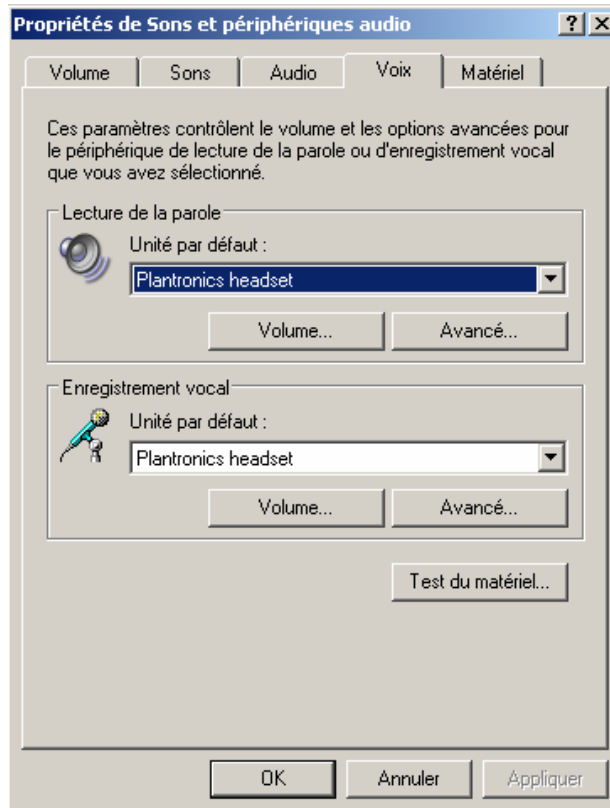 Propriétés de Sons et périphériques audio
Volume Sons Audio Voix Matériel
Ces paramètres contrôlent le volume et les options avancées pour
le périphérique de lecture de la parole ou d'enregistrement vocal
que vous avez sélectionné.
Lecture de la parole
Unité par défaut :
Plantronics headset
Volume... Avancé...
Enregistrement vocal
Unité par défaut :
Plantronics headset
Volume... Avancé...
Test du matériel...
OK Annuler Appliquer